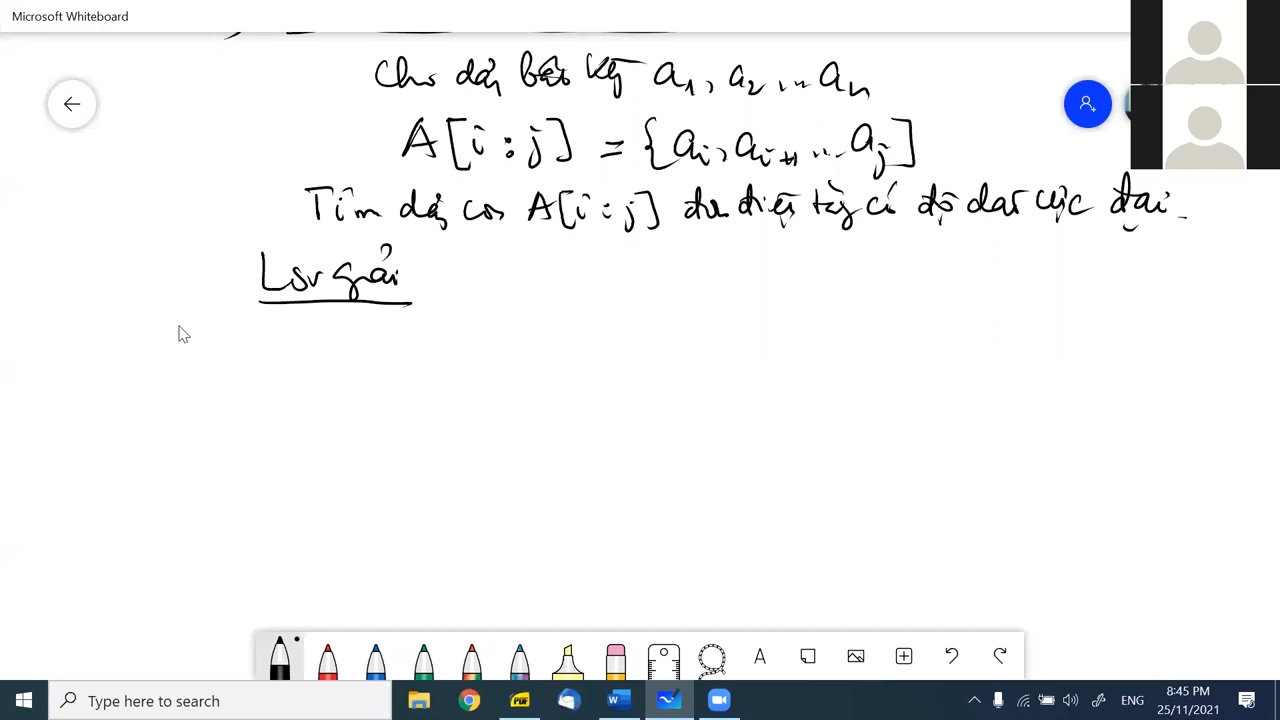 Microsoft Whiteboard
Cho dãy bất kỳ a1, a2 ... an
A[i : j] = {ai, ai+1, ... aj]
Tìm dãy con A[i : j] đơn điệu tăng có độ dài cực đại.
Lời giải
A
Type here to search
PDF
W
ENG
8:45 PM
25/11/2021